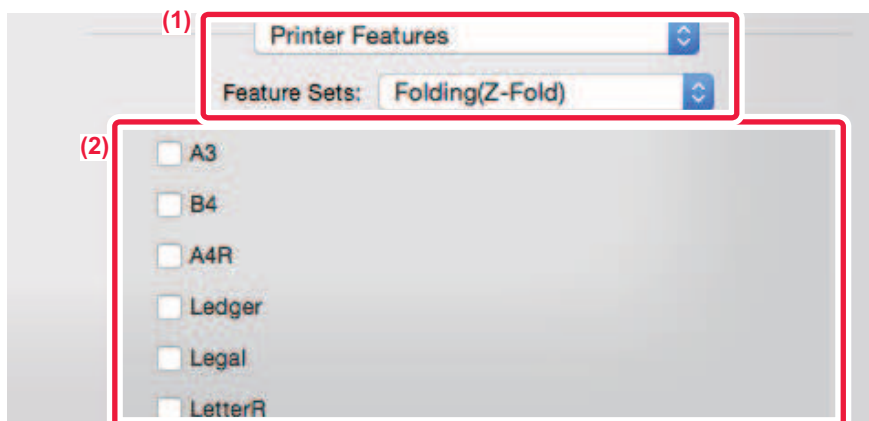 (1)
Printer Features
Feature Sets: Folding(Z-Fold)
(2)
A3
B4
A4R
Ledger
Legal
LetterR